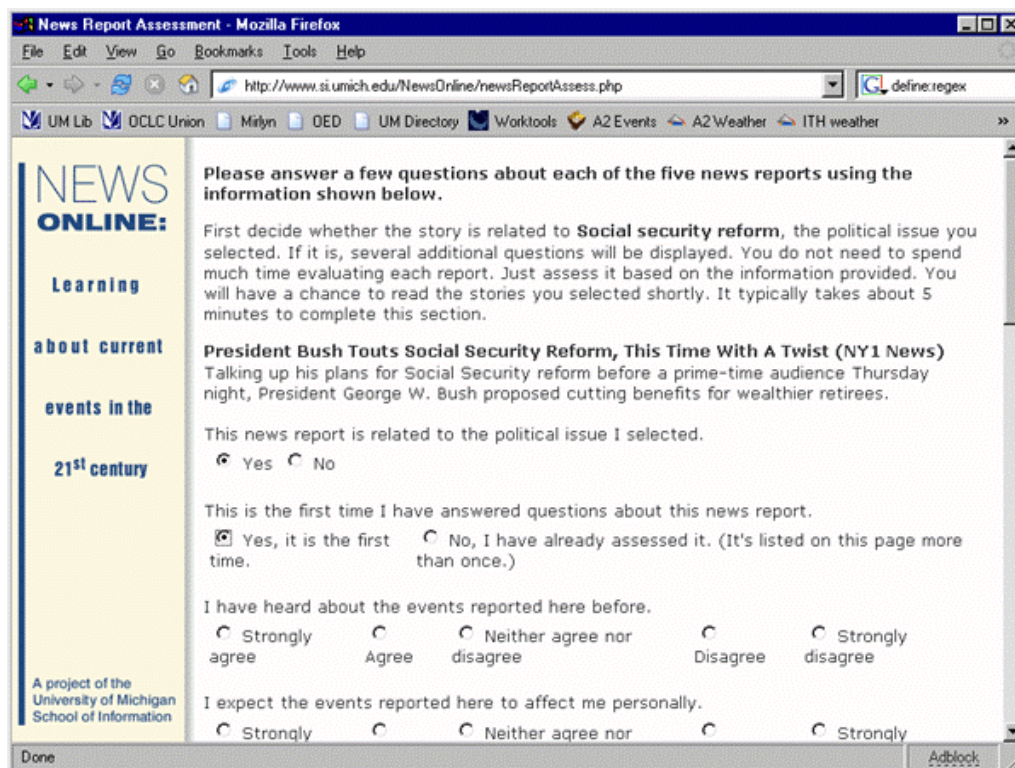 News Report Assessment - Mozilla Firefox
File Edit View Go Bookmarks Tools Help
http://www.si.umich.edu/NewsOnline/newsReportAssess.php
define:regex
UM Lib OCLC Union Mirlyn OED UM Directory Worktools A2 Events A2 Weather ITH weather »
NEWS
ONLINE:
Learning
about current
events in the
21st century
A project of the
University of Michigan
School of Information
Please answer a few questions about each of the five news reports using the
information shown below.
First decide whether the story is related to Social security reform, the political issue you
selected. If it is, several additional questions will be displayed. You do not need to spend
much time evaluating each report. Just assess it based on the information provided. You
will have a chance to read the stories you selected shortly. It typically takes about 5
minutes to complete this section.
President Bush Touts Social Security Reform, This Time With A Twist (NY1 News)
Talking up his plans for Social Security reform before a prime-time audience Thursday
night, President George W. Bush proposed cutting benefits for wealthier retirees.
This news report is related to the political issue I selected.
Yes No
This is the first time I have answered questions about this news report.
Yes, it is the first No, I have already assessed it. (It's listed on this page more
time. than once.)
I have heard about the events reported here before.
Strongly Neither agree nor Strongly
agree Agree disagree Disagree disagree
I expect the events reported here to affect me personally.
Strongly Neither agree nor Strongly
Done Adblock